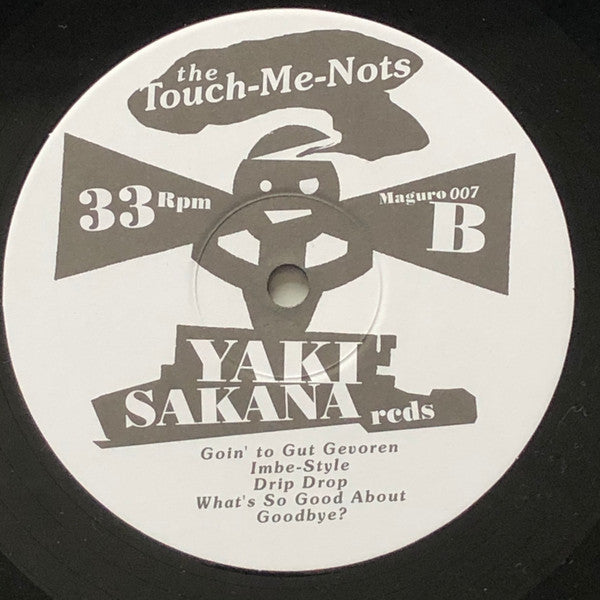 the
Touch-Me-Nots
33 Rpm
Maguro 007
B
YAKI
SAKANA rcds
Goin' to Gut Gevoren
Imbe-Style
Drip Drop
What's So Good About
Goodbye?